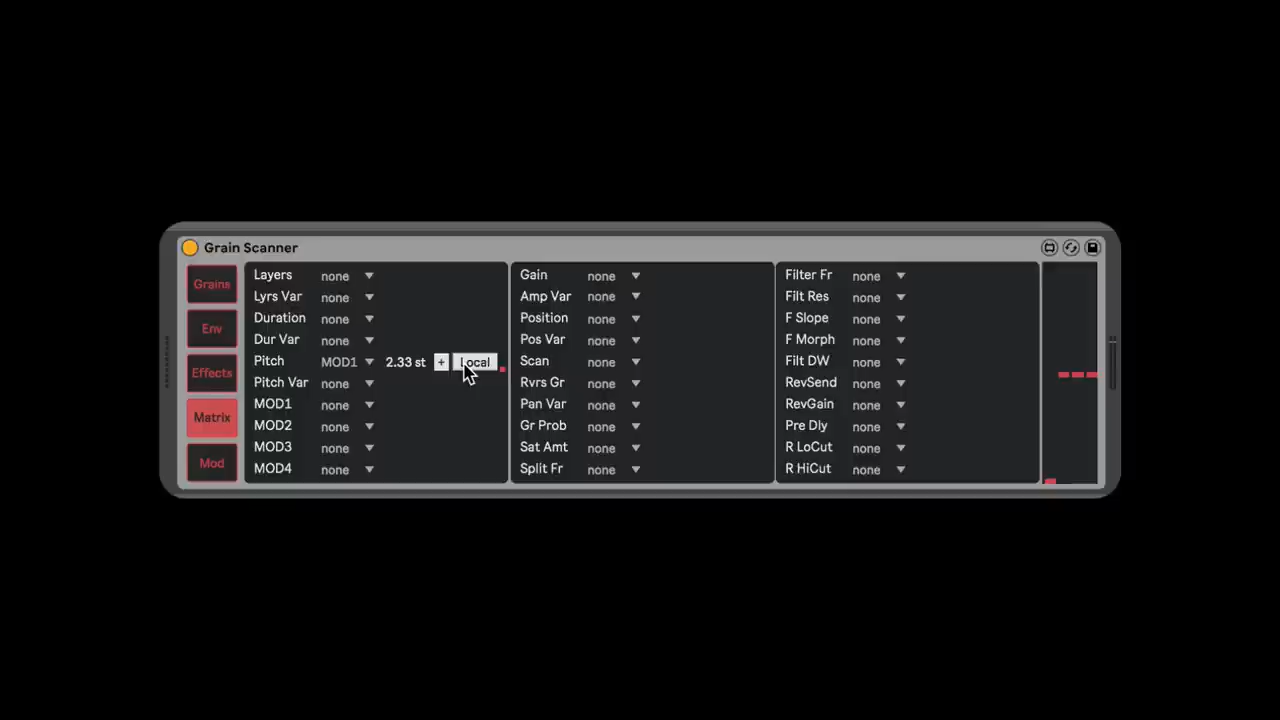 Grain Scanner
Grains
Env
Effects
Matrix
Mod
Layers none
Lyrs Var none
Duration none
Dur Var none
Pitch MOD1 2.33 st + Local
Pitch Var none
MOD1 none
MOD2 none
MOD3 none
MOD4 none
Gain none
Amp Var none
Position none
Pos Var none
Scan none
Rvrs Gr none
Pan Var none
Gr Prob none
Sat Amt none
Split Fr none
Filter Fr none
Filt Res none
F Slope none
F Morph none
Filt DW none
RevSend none
RevGain none
Pre Dly none
R LoCut none
R HiCut none